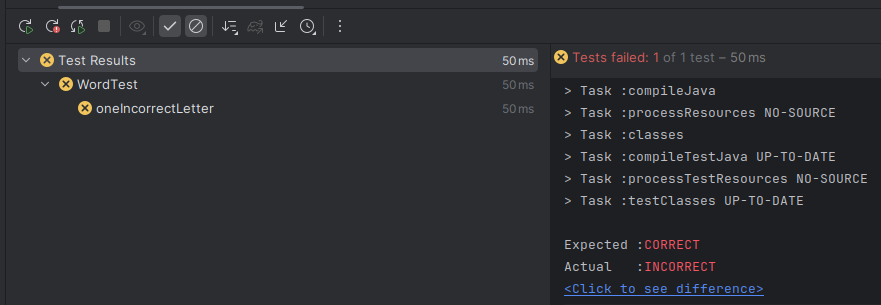 Test Results 50 ms
WordTest 50 ms
oneIncorrectLetter 50 ms
Tests failed: 1 of 1 test – 50 ms
> Task :compileJava
> Task :processResources NO-SOURCE
> Task :classes
> Task :compileTestJava UP-TO-DATE
> Task :processTestResources NO-SOURCE
> Task :testClasses UP-TO-DATE
Expected :CORRECT
Actual   :INCORRECT
<Click to see difference>